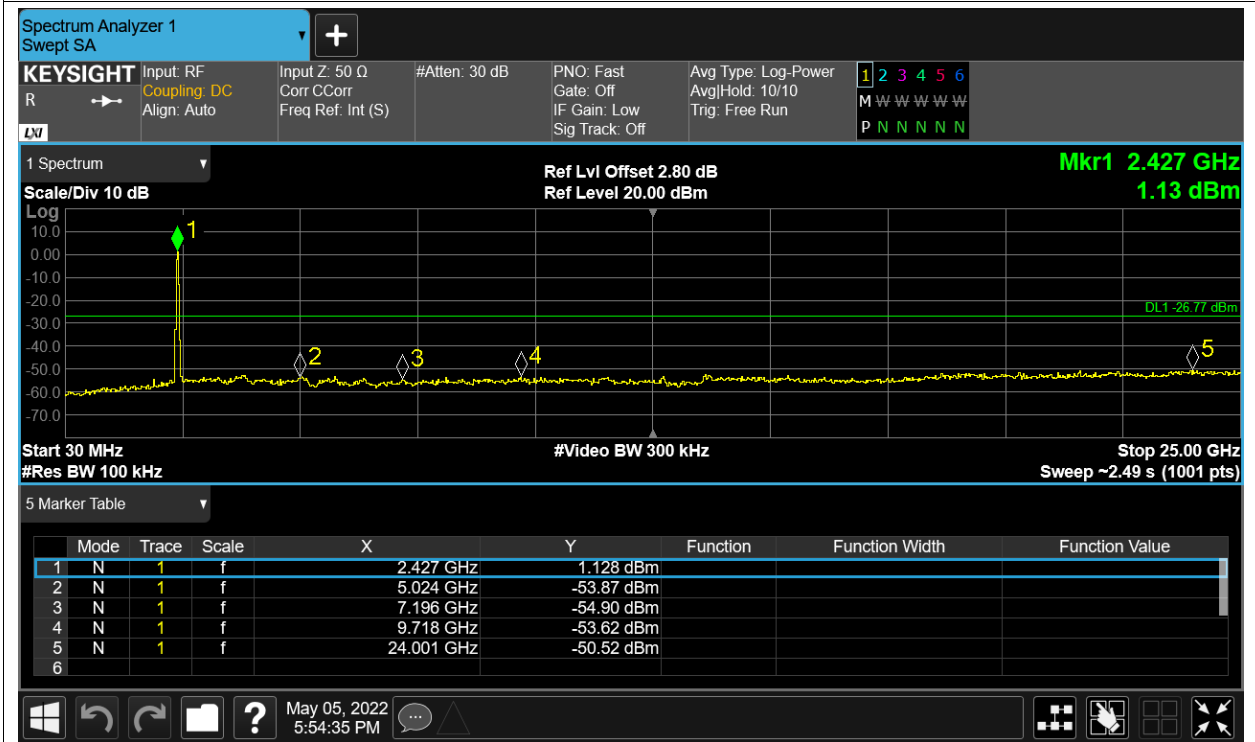 Spectrum Analyzer 1
Swept SA
KEYSIGHT Input: RF Input Z: 50 Ω #Atten: 30 dB PNO: Fast Avg Type: Log-Power 1 2 3 4 5 6
R Coupling: DC Corr CCorr Gate: Off Avg|Hold: 10/10 M W W W W W
Align: Auto Freq Ref: Int (S) IF Gain: Low Trig: Free Run
LXI Sig Track: Off P N N N N N
1 Spectrum Ref Lvl Offset 2.80 dB Mkr1 2.427 GHz
Scale/Div 10 dB Ref Level 20.00 dBm 1.13 dBm
Log
10.0 1
0.00
-10.0
-20.0
DL1 -26.77 dBm
-30.0
-40.0
2 3 4 5
-50.0
-60.0
-70.0
Start 30 MHz #Video BW 300 kHz Stop 25.00 GHz
#Res BW 100 kHz Sweep ~2.49 s (1001 pts)
5 Marker Table
Mode Trace Scale X Y Function Function Width Function Value
1 N 1 f 2.427 GHz 1.128 dBm
2 N 1 f 5.024 GHz -53.87 dBm
3 N 1 f 7.196 GHz -54.90 dBm
4 N 1 f 9.718 GHz -53.62 dBm
5 N 1 f 24.001 GHz -50.52 dBm
6
? May 05, 2022
5:54:35 PM